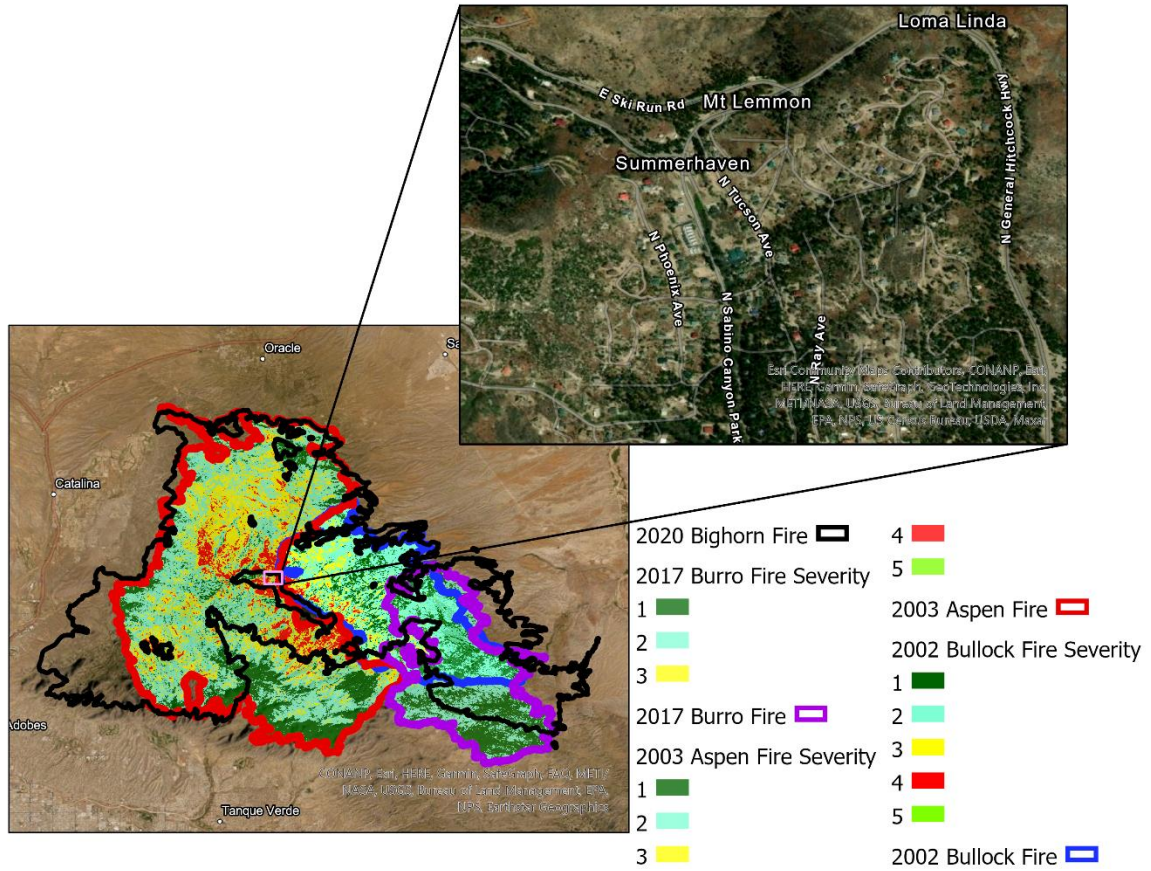 Loma Linda
E Ski Run Rd
Mt Lemmon
Summerhaven
N Tucson Ave
N General Hitchcock Hwy
N Phoenix Ave
N Sabino Canyon Park
N Ray Ave
Esri Community Maps Contributors, CONANP, Esri,
HERE, Garmin, SafeGraph, GeoTechnologies, Inc,
METI/NASA, USGS, Bureau of Land Management,
EPA, NPS, US Census Bureau, USDA, Maxar
Oracle
Sa
Catalina
Adobes
Tanque Verde
CONANP, Esri, HERE, Garmin, SafeGraph, FAO, METI/
NASA, USGS, Bureau of Land Management, EPA,
NPS, Earthstar Geographics
2020 Bighorn Fire
2017 Burro Fire Severity
1
2
3
2017 Burro Fire
2003 Aspen Fire Severity
1
2
3
4
5
2003 Aspen Fire
2002 Bullock Fire Severity
1
2
3
4
5
2002 Bullock Fire